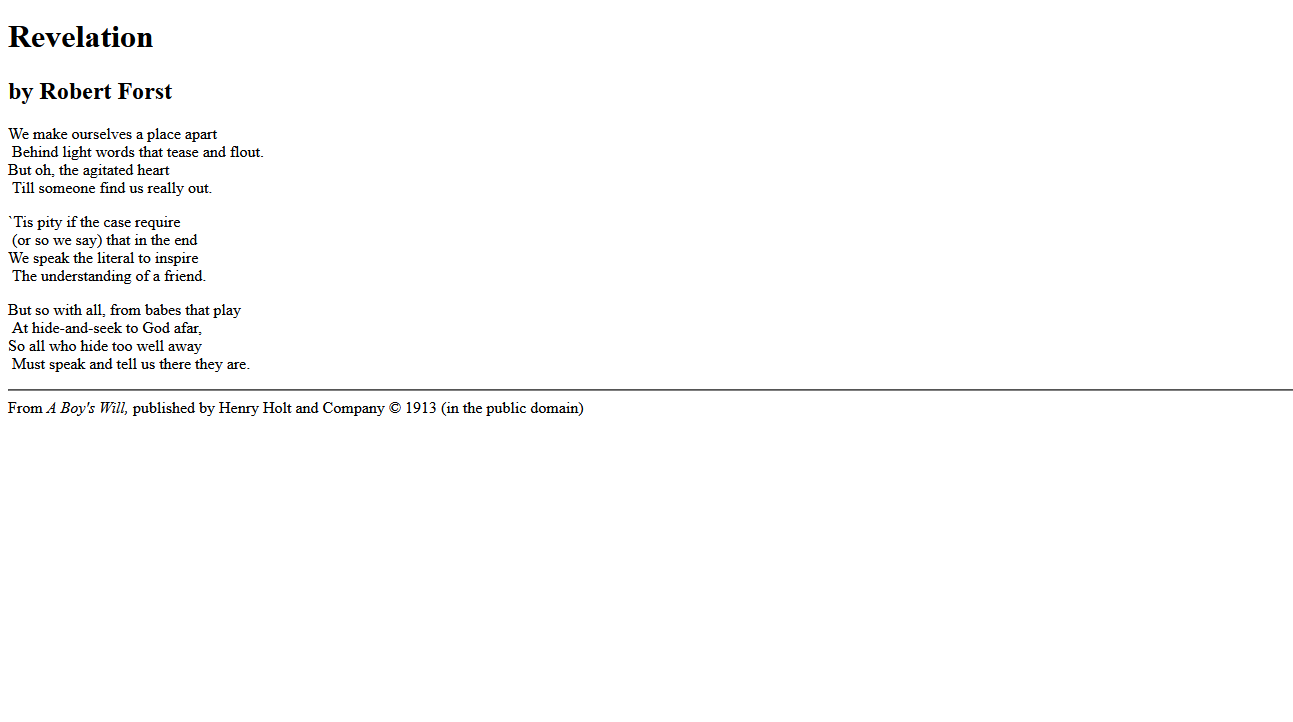 Revelation
by Robert Forst
We make ourselves a place apart
Behind light words that tease and flout.
But oh, the agitated heart
Till someone find us really out.
`Tis pity if the case require
(or so we say) that in the end
We speak the literal to inspire
The understanding of a friend.
But so with all, from babes that play
At hide-and-seek to God afar,
So all who hide too well away
Must speak and tell us there they are.
From A Boy's Will, published by Henry Holt and Company © 1913 (in the public domain)